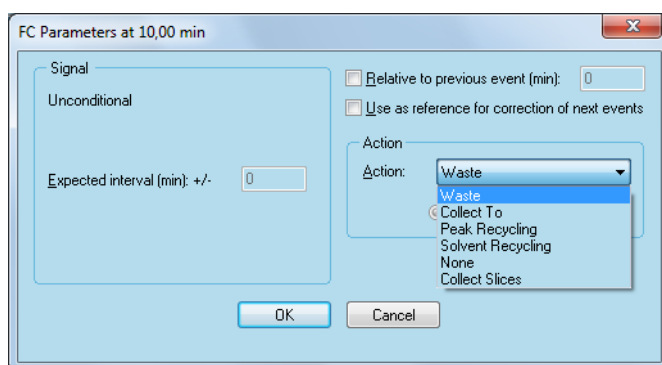 FC Parameters at 10,00 min
Signal
Unconditional
Expected interval (min): +/- 0
Relative to previous event (min): 0
Use as reference for correction of next events
Action
Action: Waste
Waste
Collect To
Peak Recycling
Solvent Recycling
None
Collect Slices
OK Cancel